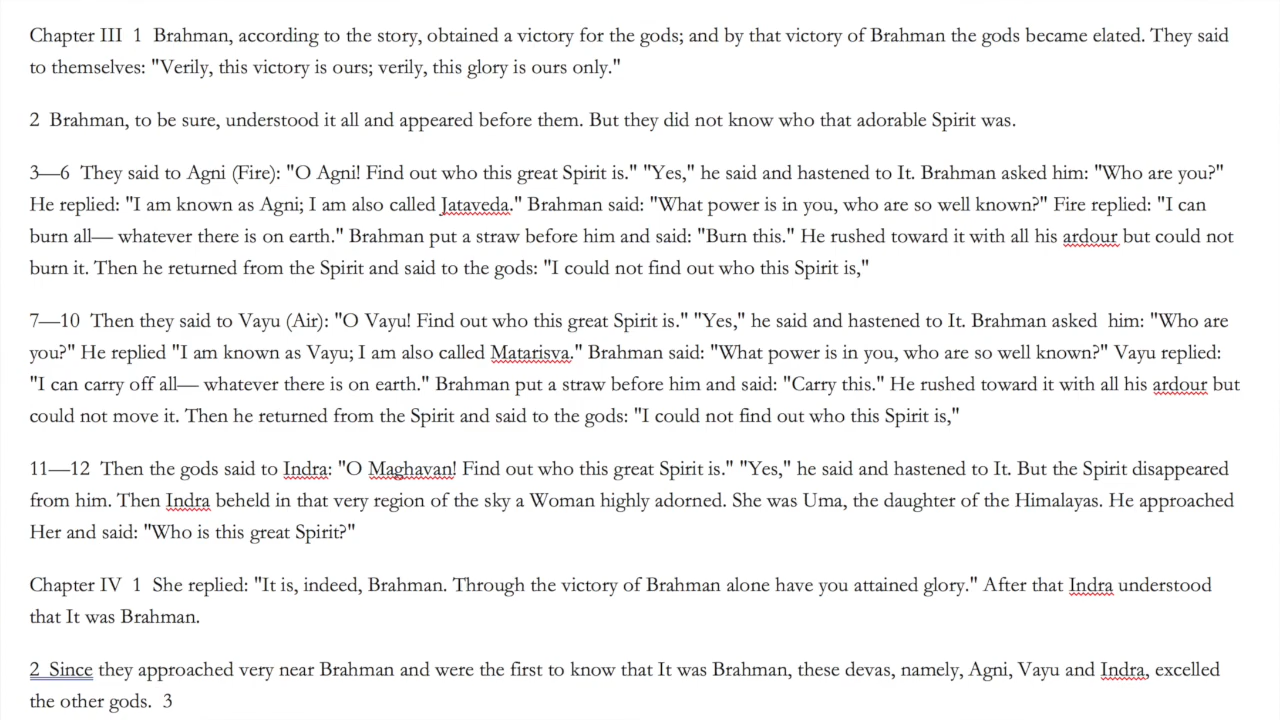 Chapter III  1  Brahman, according to the story, obtained a victory for the gods; and by that victory of Brahman the gods became elated. They said
to themselves: "Verily, this victory is ours; verily, this glory is ours only."
2  Brahman, to be sure, understood it all and appeared before them. But they did not know who that adorable Spirit was.
3—6  They said to Agni (Fire): "O Agni! Find out who this great Spirit is." "Yes," he said and hastened to It. Brahman asked him: "Who are you?"
He replied: "I am known as Agni; I am also called Jataveda." Brahman said: "What power is in you, who are so well known?" Fire replied: "I can
burn all— whatever there is on earth." Brahman put a straw before him and said: "Burn this." He rushed toward it with all his ardour but could not
burn it. Then he returned from the Spirit and said to the gods: "I could not find out who this Spirit is,"
7—10  Then they said to Vayu (Air): "O Vayu! Find out who this great Spirit is." "Yes," he said and hastened to It. Brahman asked  him: "Who are
you?" He replied "I am known as Vayu; I am also called Matarisva." Brahman said: "What power is in you, who are so well known?" Vayu replied:
"I can carry off all— whatever there is on earth." Brahman put a straw before him and said: "Carry this." He rushed toward it with all his ardour but
could not move it. Then he returned from the Spirit and said to the gods: "I could not find out who this Spirit is,"
11—12  Then the gods said to Indra: "O Maghavan! Find out who this great Spirit is." "Yes," he said and hastened to It. But the Spirit disappeared
from him. Then Indra beheld in that very region of the sky a Woman highly adorned. She was Uma, the daughter of the Himalayas. He approached
Her and said: "Who is this great Spirit?"
Chapter IV  1  She replied: "It is, indeed, Brahman. Through the victory of Brahman alone have you attained glory." After that Indra understood
that It was Brahman.
2  Since they approached very near Brahman and were the first to know that It was Brahman, these devas, namely, Agni, Vayu and Indra, excelled
the other gods.  3